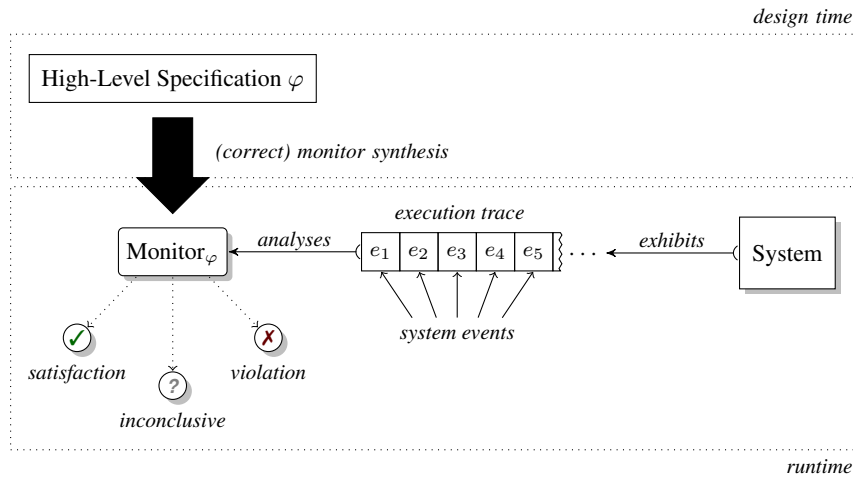 design time
High-Level Specification φ
(correct) monitor synthesis
execution trace
Monitorφ
analyses
e1 e2 e3 e4 e5 ...
exhibits
System
system events
✓
✗
satisfaction
violation
?
inconclusive
runtime